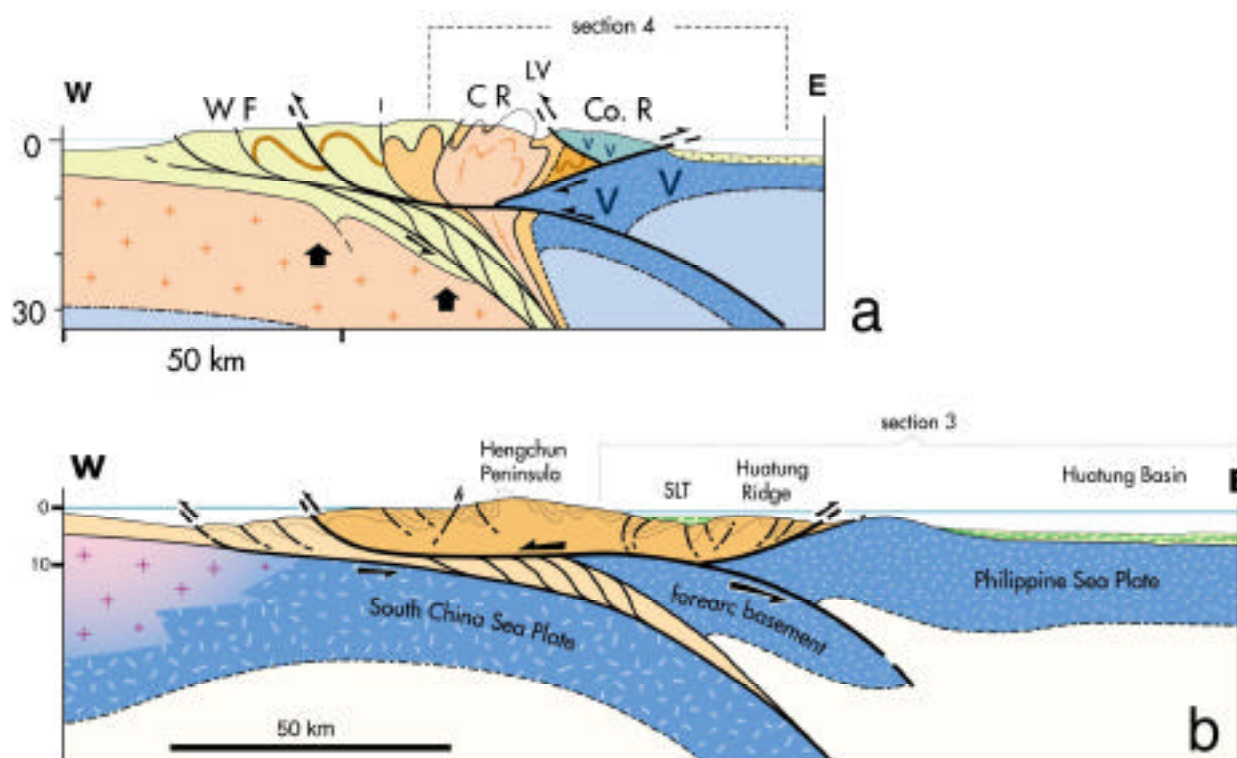 section 4
W
W F
C R
LV
Co. R
E
0
V V
V V
30
50 km
a
section 3
W
Hengchun
Peninsula
SLT
Huatung
Ridge
Huatung Basin
E
0
10
South China Sea Plate
forearc basement
Philippine Sea Plate
50 km
b